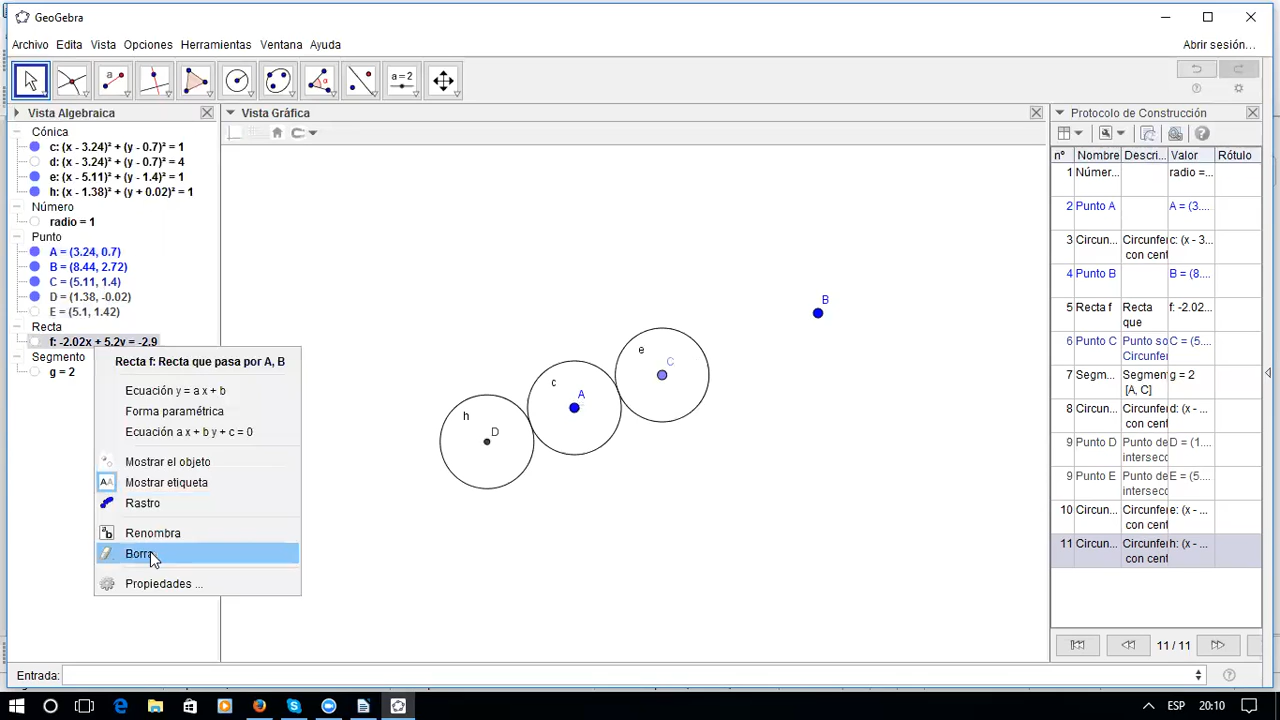 GeoGebra
Archivo Edita Vista Opciones Herramientas Ventana Ayuda
Abrir sesión...
a=2
Vista Algebraica
Vista Gráfica
Protocolo de Construcción
Cónica
c: (x - 3.24)² + (y - 0.7)² = 1
d: (x - 3.24)² + (y - 0.7)² = 4
e: (x - 5.11)² + (y - 1.4)² = 1
h: (x - 1.38)² + (y + 0.02)² = 1
Número
radio = 1
Punto
A = (3.24, 0.7)
B = (8.44, 2.72)
C = (5.11, 1.4)
D = (1.38, -0.02)
E = (5.1, 1.42)
Recta
f: -2.02x + 5.2y = -2.9
Segmento
g = 2
Recta f: Recta que pasa por A, B
Ecuación y = a x + b
Forma paramétrica
Ecuación a x + b y + c = 0
Mostrar el objeto
Mostrar etiqueta
Rastro
Renombra
Borra
Propiedades ...
B
e
C
c
A
h
D
nº Nombre Descri... Valor Rótulo
1 Númer... radio =...
2 Punto A A = (3....
3 Circun... Circunfer c: (x - 3...
con cent
4 Punto B B = (8....
5 Recta f Recta f: -2.02...
que
6 Punto C Punto so C = (5....
Circunfer
7 Segm... Segment g = 2
[A, C]
8 Circun... Circunfer d: (x - ...
con cent
9 Punto D Punto de D = (1....
intersecc
9 Punto E Punto de E = (5....
intersecc
10 Circun... Circunfer e: (x - ...
con cent
11 Circun... Circunfer h: (x - ...
con cent
11 / 11
Entrada:
ESP 20:10